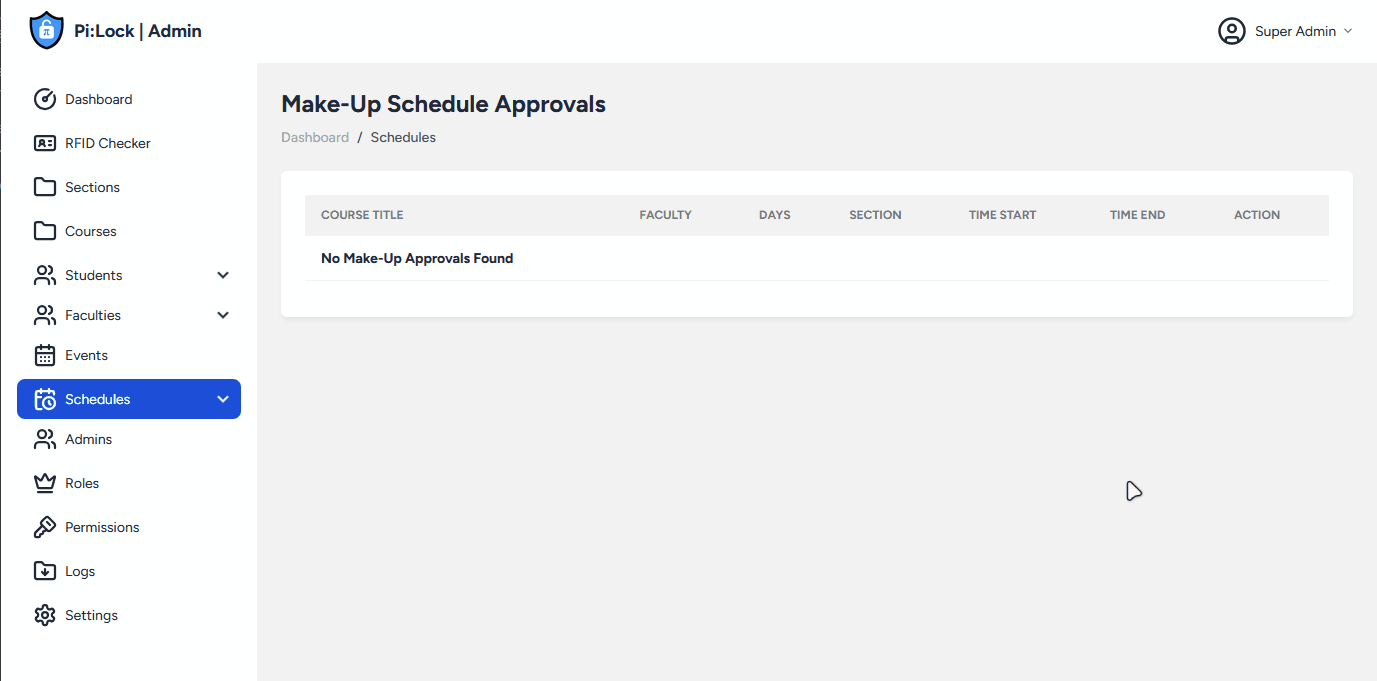 Pi:Lock | Admin
Super Admin
Dashboard
RFID Checker
Sections
Courses
Students
Faculties
Events
Schedules
Admins
Roles
Permissions
Logs
Settings
Make-Up Schedule Approvals
Dashboard / Schedules
COURSE TITLE FACULTY DAYS SECTION TIME START TIME END ACTION
No Make-Up Approvals Found